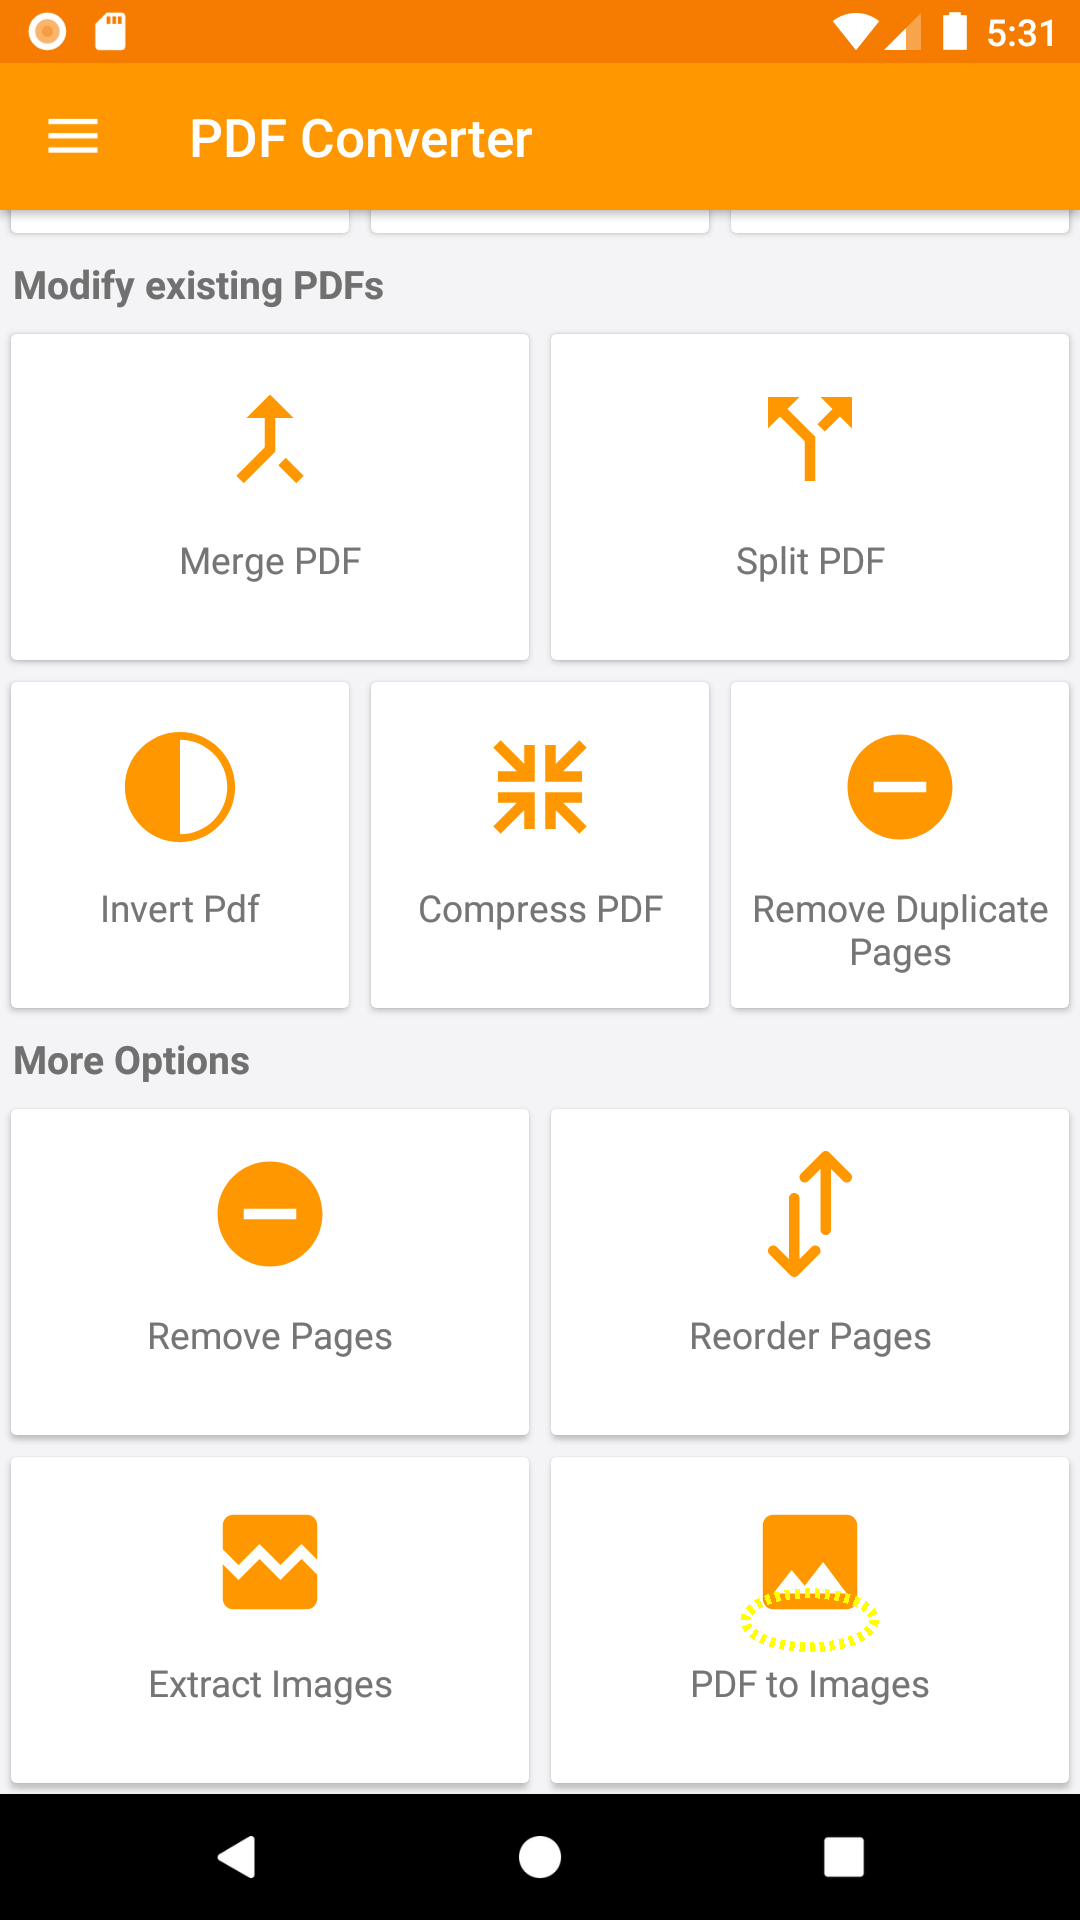 5:31
PDF Converter
Modify existing PDFs
Merge PDF
Split PDF
Invert Pdf
Compress PDF
Remove Duplicate
Pages
More Options
Remove Pages
Reorder Pages
Extract Images
PDF to Images